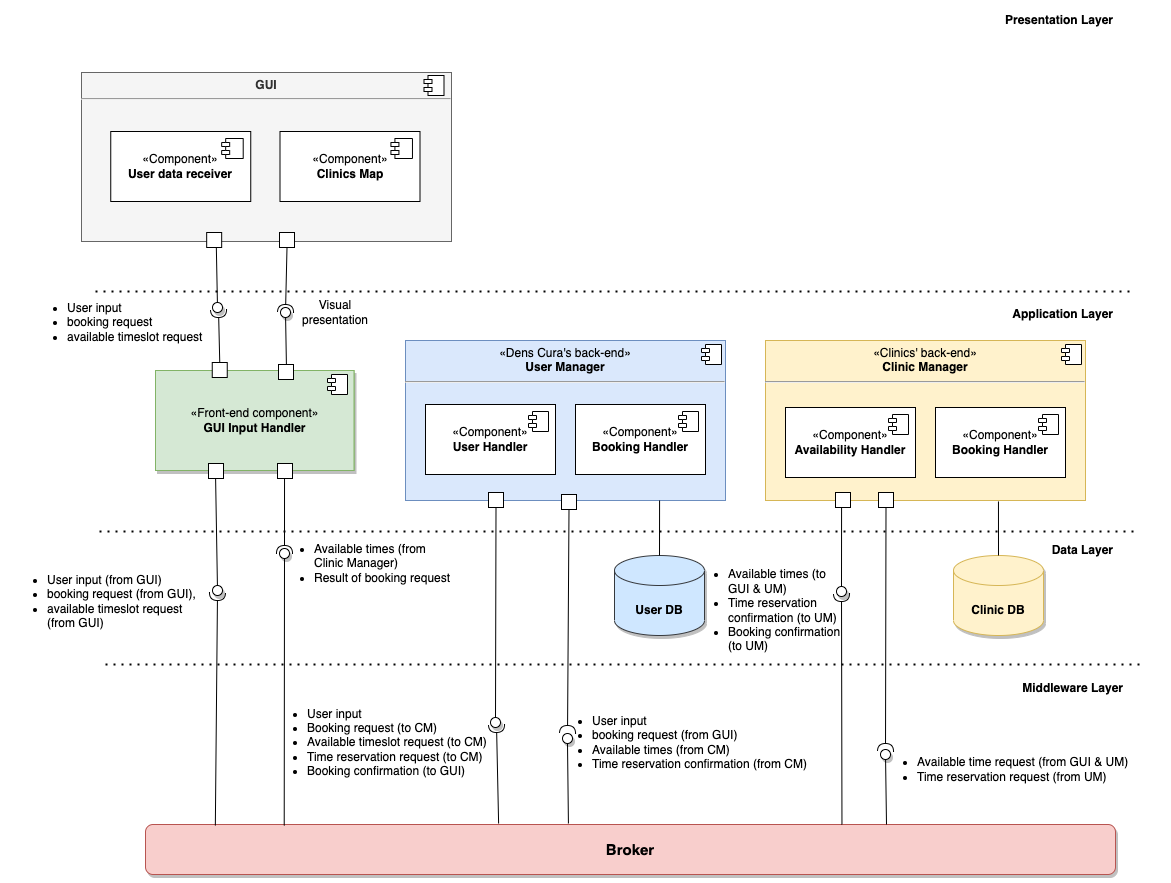 Presentation Layer
GUI
«Component»
User data receiver
«Component»
Clinics Map
User input
booking request
available timeslot request
Visual
presentation
Application Layer
«Front-end component»
GUI Input Handler
«Dens Cura's back-end»
User Manager
«Component»
User Handler
«Component»
Booking Handler
«Clinics' back-end»
Clinic Manager
«Component»
Availability Handler
«Component»
Booking Handler
Data Layer
User input (from GUI)
booking request (from GUI),
available timeslot request
(from GUI)
Available times (from
Clinic Manager)
Result of booking request
User DB
Available times (to
GUI & UM)
Time reservation
confirmation (to UM)
Booking confirmation
(to UM)
Clinic DB
Middleware Layer
User input
Booking request (to CM)
Available timeslot request (to CM)
Time reservation request (to CM)
Booking confirmation (to GUI)
User input
booking request (from GUI)
Available times (from CM)
Time reservation confirmation (from CM)
Available time request (from GUI & UM)
Time reservation request (from UM)
Broker